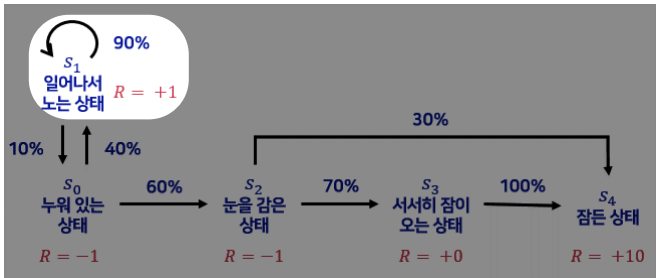 90%
S₁
일어나서
노는 상태
R = +1
10%
40%
30%
S₀
누워 있는
상태
R = −1
60%
S₂
눈을 감은
상태
R = −1
70%
S₃
서서히 잠이
오는 상태
R = +0
100%
S₄
잠든 상태
R = +10